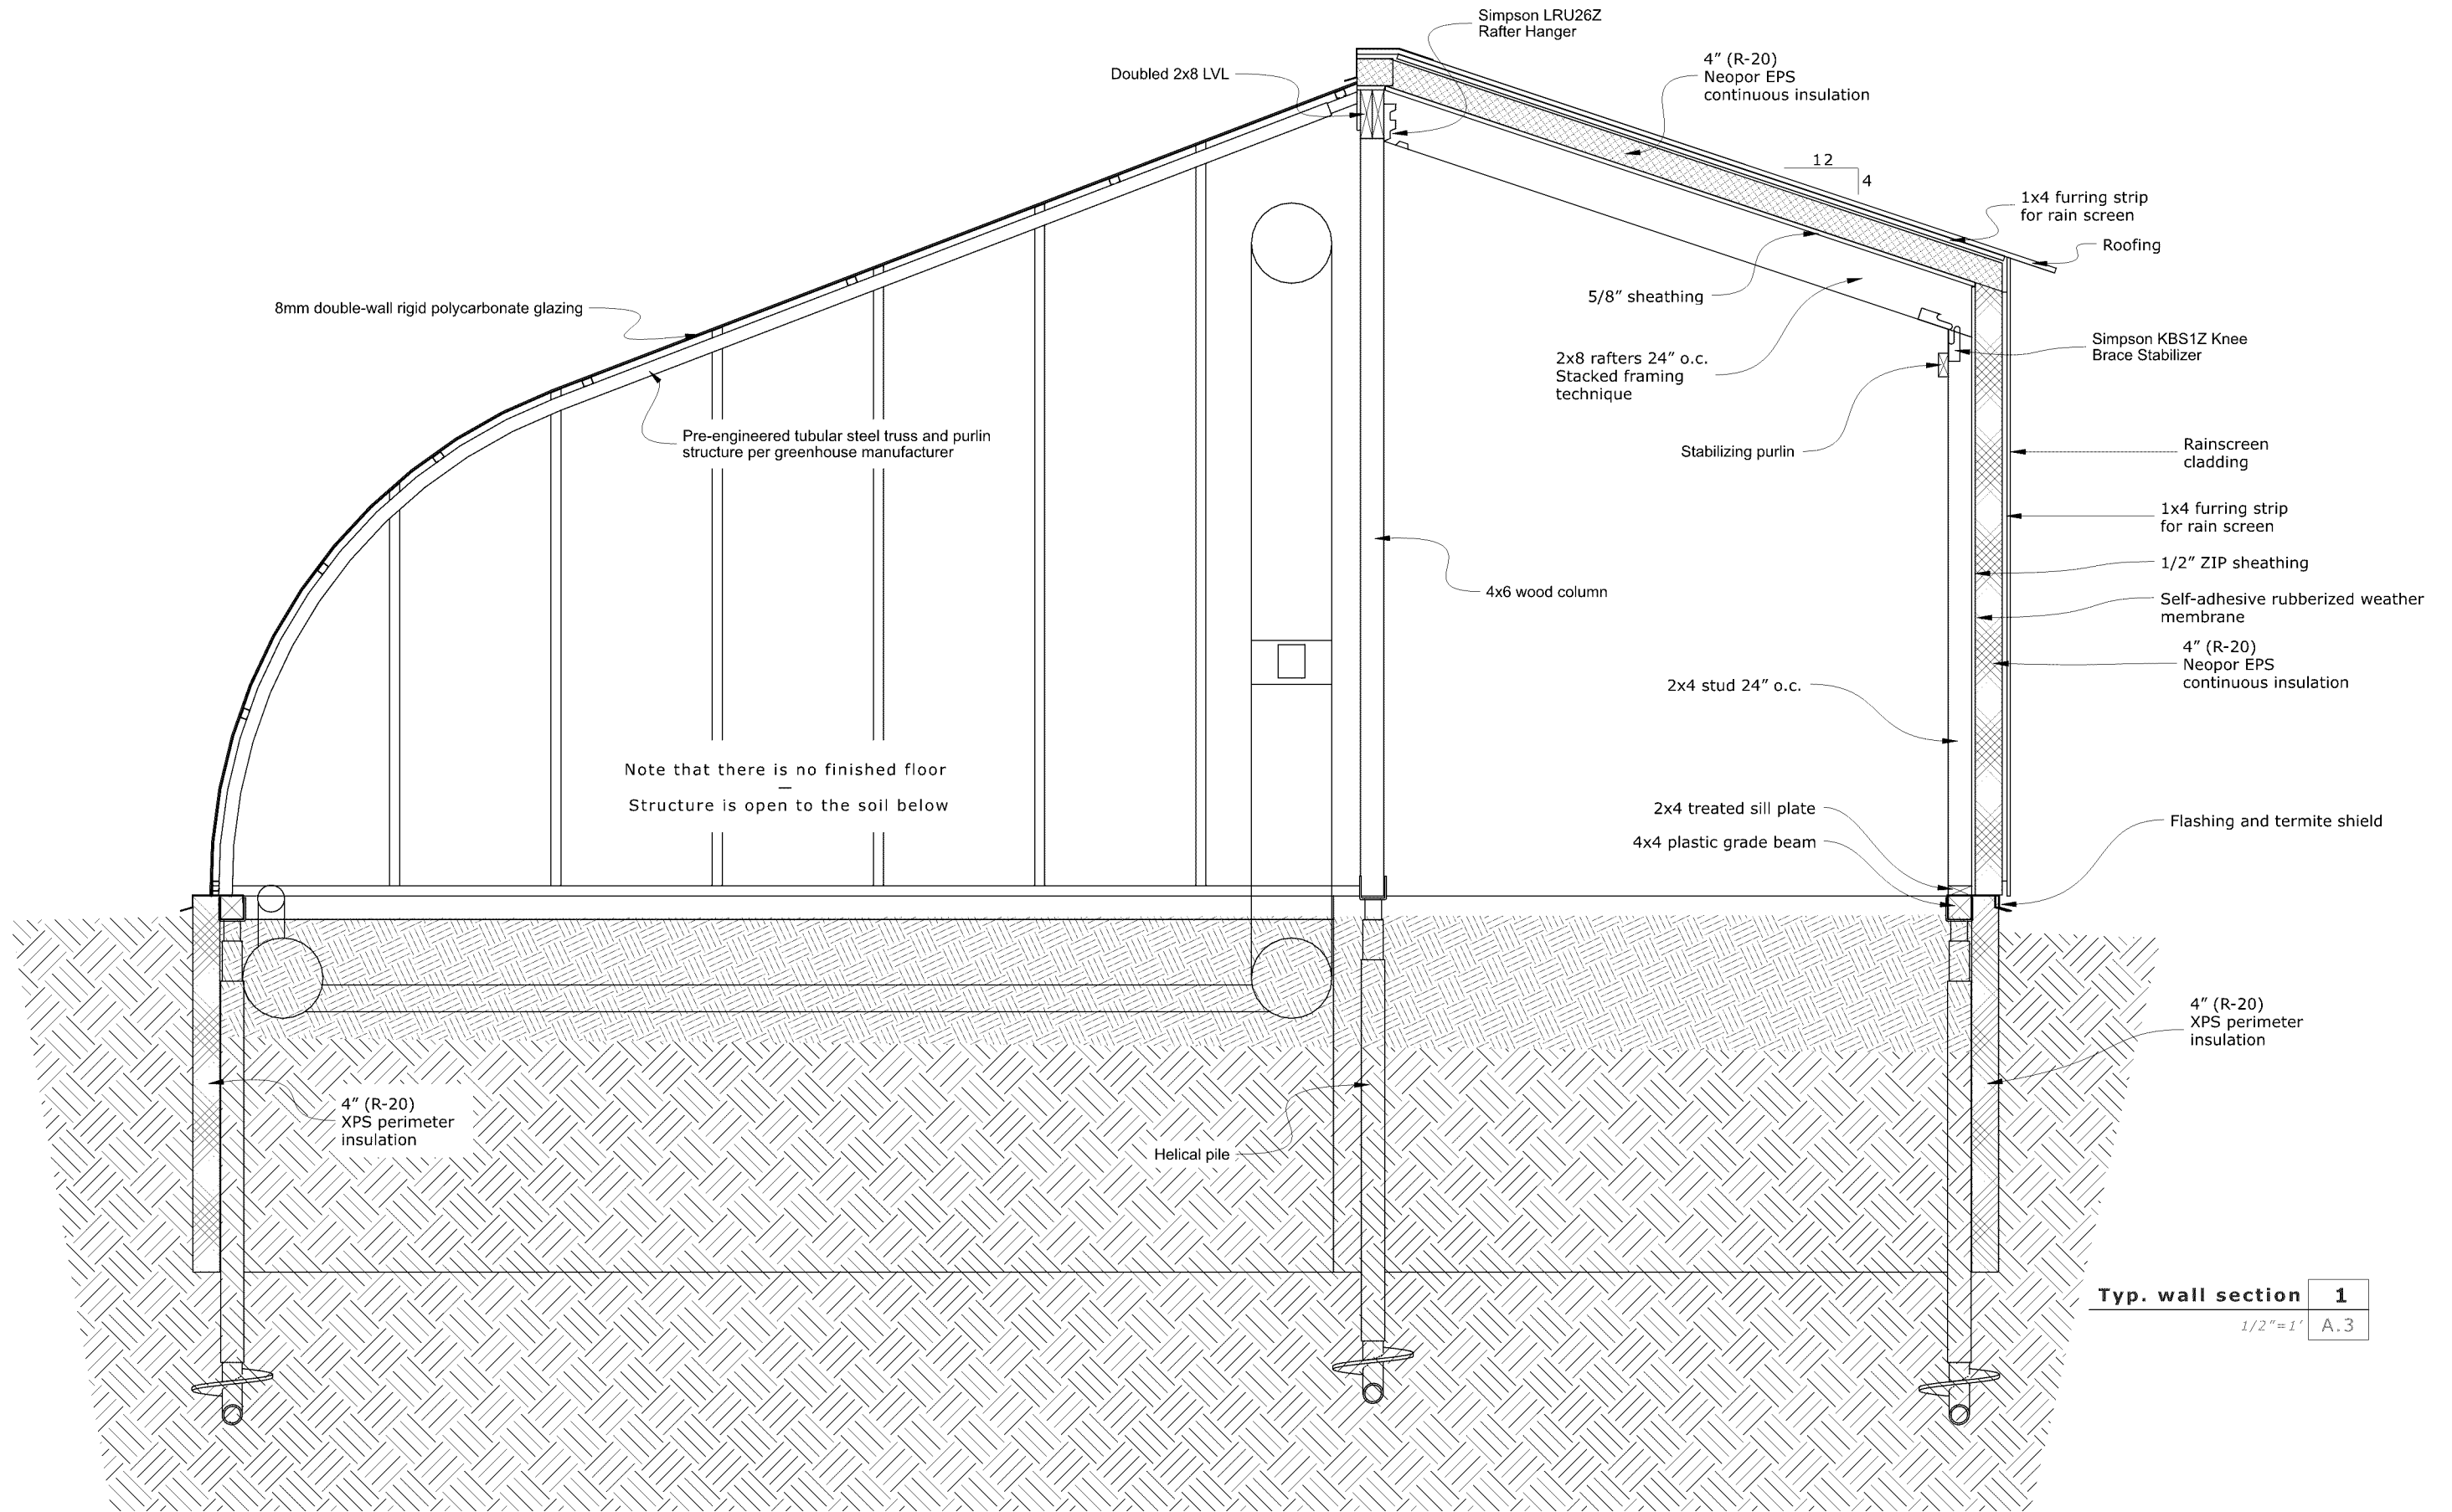 Simpson LRU26Z
Rafter Hanger
Doubled 2x8 LVL
4" (R-20)
Neopor EPS
continuous insulation
12
4
1x4 furring strip
for rain screen
Roofing
5/8" sheathing
8mm double-wall rigid polycarbonate glazing
Simpson KBS1Z Knee
Brace Stabilizer
2x8 rafters 24" o.c.
Stacked framing
technique
Pre-engineered tubular steel truss and purlin
structure per greenhouse manufacturer
Stabilizing purlin
Rainscreen
cladding
1x4 furring strip
for rain screen
1/2" ZIP sheathing
4x6 wood column
Self-adhesive rubberized weather
membrane
4" (R-20)
Neopor EPS
continuous insulation
2x4 stud 24" o.c.
Note that there is no finished floor
—
Structure is open to the soil below
2x4 treated sill plate
4x4 plastic grade beam
Flashing and termite shield
4" (R-20)
XPS perimeter
insulation
4" (R-20)
XPS perimeter
insulation
Helical pile
Typ. wall section 1
1/2"=1' A.3